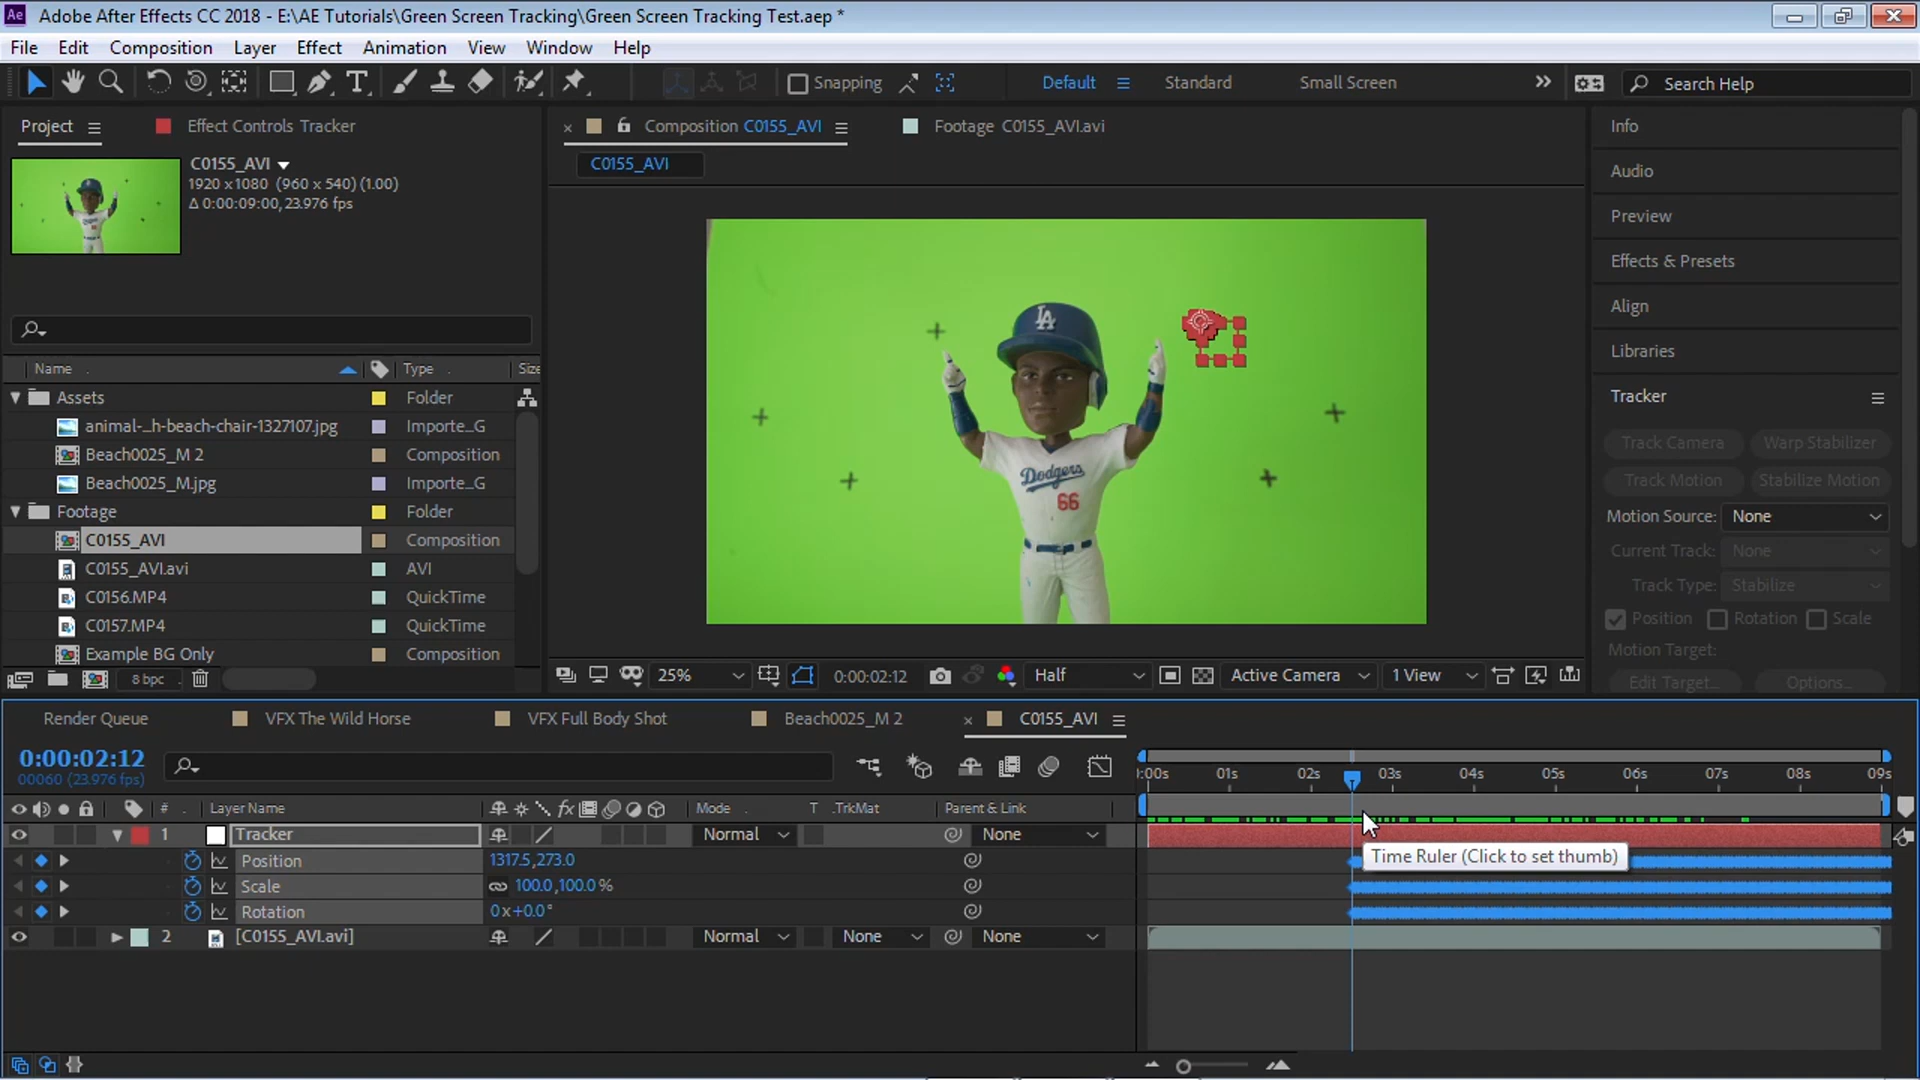 Ae Adobe After Effects CC 2018 - E:\AE Tutorials\Green Screen Tracking\Green Screen Tracking Test.aep *
File Edit Composition Layer Effect Animation View Window Help
T Snapping Default Standard Small Screen Search Help
Project Effect Controls Tracker
C0155_AVI
1920 x1080 (960 x 540) (1.00)
Δ 0:00:09:00, 23.976 fps
Name Type Size
Assets Folder
animal-_h-beach-chair-1327107.jpg Importe_G
Beach0025_M 2 Composition
Beach0025_M.jpg Importe_G
Footage Folder
C0155_AVI Composition
C0155_AVI.avi AVI
C0156.MP4 QuickTime
C0157.MP4 QuickTime
Example BG Only Composition
8 bpc
Composition C0155_AVI Footage C0155_AVI.avi
C0155_AVI
LA
Dodgers
66
25% 0:00:02:12 Half Active Camera 1 View
Info
Audio
Preview
Effects & Presets
Align
Libraries
Tracker
Track Camera Warp Stabilizer
Track Motion Stabilize Motion
Motion Source: None
Current Track: None
Track Type: Stabilize
Position Rotation Scale
Motion Target:
Edit Target... Options...
Render Queue VFX The Wild Horse VFX Full Body Shot Beach0025_M 2 C0155_AVI
0:00:02:12
00060 (23.976 fps)
:00s 01s 02s 03s 04s 05s 06s 07s 08s 09s
# Layer Name fx Mode T .TrkMat Parent & Link
1 Tracker Normal None
Time Ruler (Click to set thumb)
Position 1317.5,273.0
Scale 100.0,100.0%
Rotation 0x+0.0°
2 [C0155_AVI.avi] Normal None None